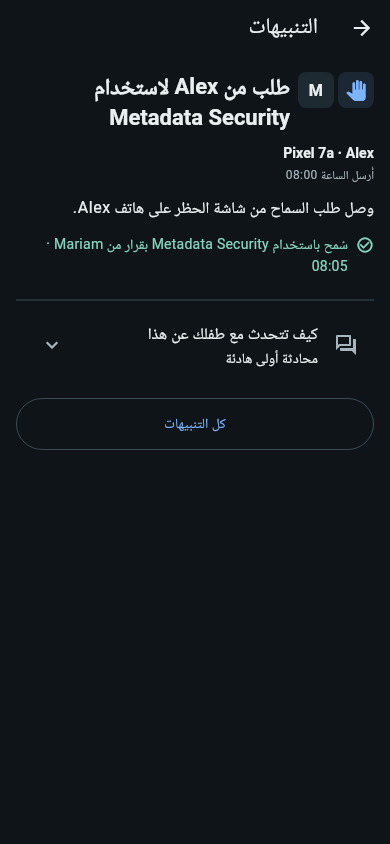 التنبيهات
M
طلب من Alex لاستخدام
Metadata Security
Pixel 7a · Alex
أُرسل الساعة 08:00
وصل طلب السماح من شاشة الحظر على هاتف Alex.
سُمح باستخدام Metadata Security بقرار من Mariam ·
08:05
كيف تتحدث مع طفلك عن هذا
محادثة أولى هادئة
كل التنبيهات